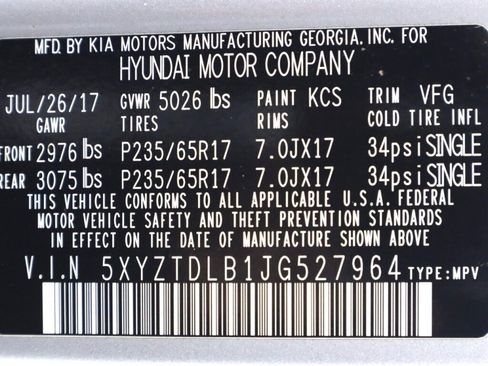 MFD. BY KIA MOTORS MANUFACTURING GEORGIA, INC. FOR
HYUNDAI MOTOR COMPANY
JUL/26/17 GVWR 5026 lbs PAINT KCS TRIM VFG
GAWR TIRES RIMS COLD TIRE INFL
FRONT 2976 lbs P235/65R17 7.0JX17 34psi SINGLE
REAR 3075 lbs P235/65R17 7.0JX17 34psi SINGLE
THIS VEHICLE CONFORMS TO ALL APPLICABLE U.S.A. FEDERAL
MOTOR VEHICLE SAFETY AND THEFT PREVENTION STANDARDS
IN EFFECT ON THE DATE OF MANUFACTURE SHOWN ABOVE.
V.I.N 5XYZTDLB1JG527964 TYPE: MPV